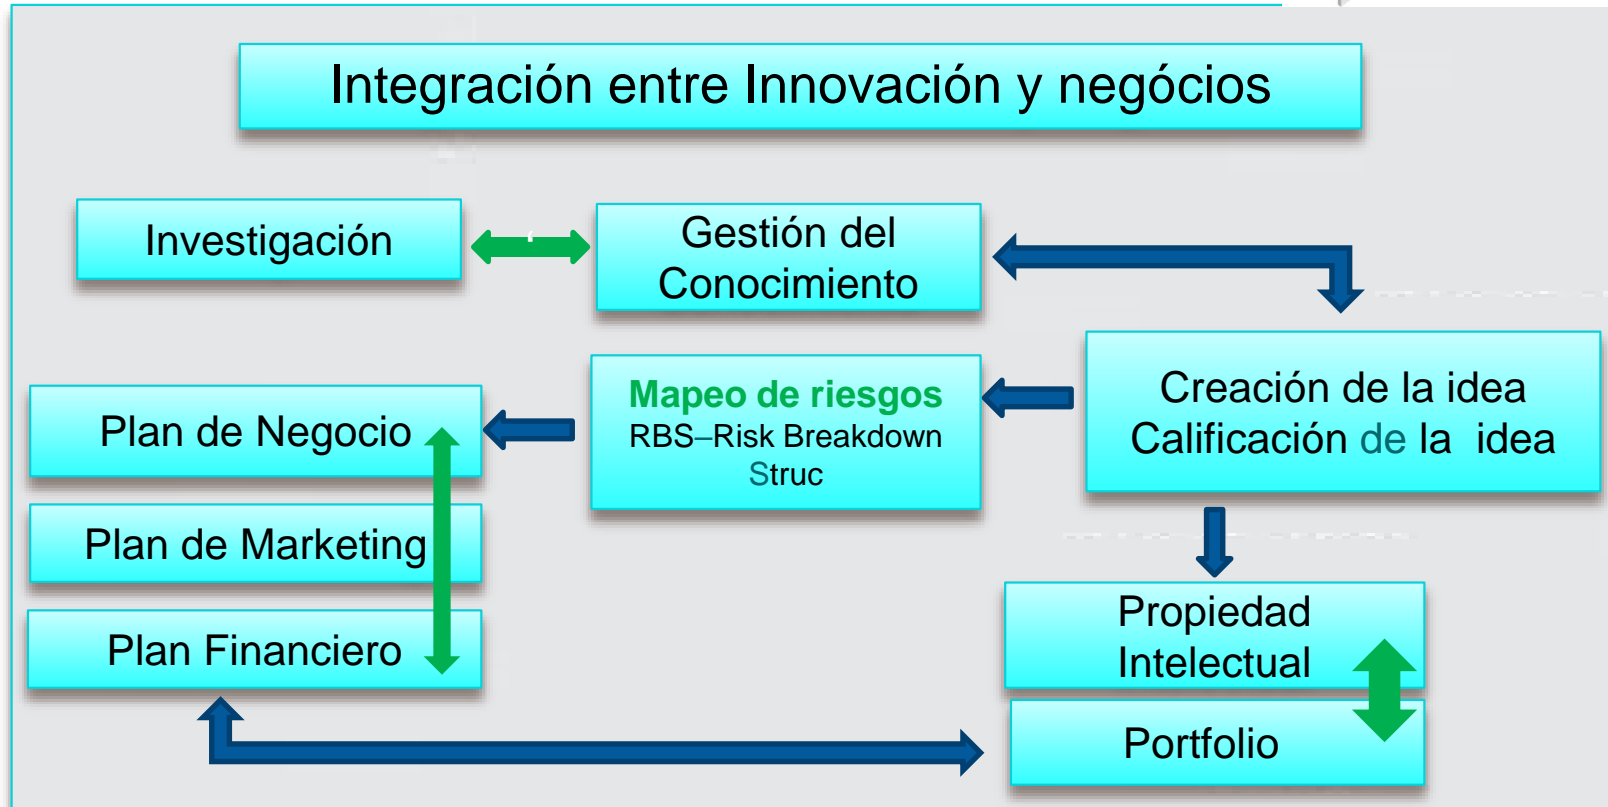 Integración entre Innovación y negócios
Investigación
Gestión del
Conocimiento
Mapeo de riesgos
RBS–Risk Breakdown
Struc
Creación de la idea
Calificación de la idea
Plan de Negocio
Plan de Marketing
Plan Financiero
Propiedad
Intelectual
Portfolio